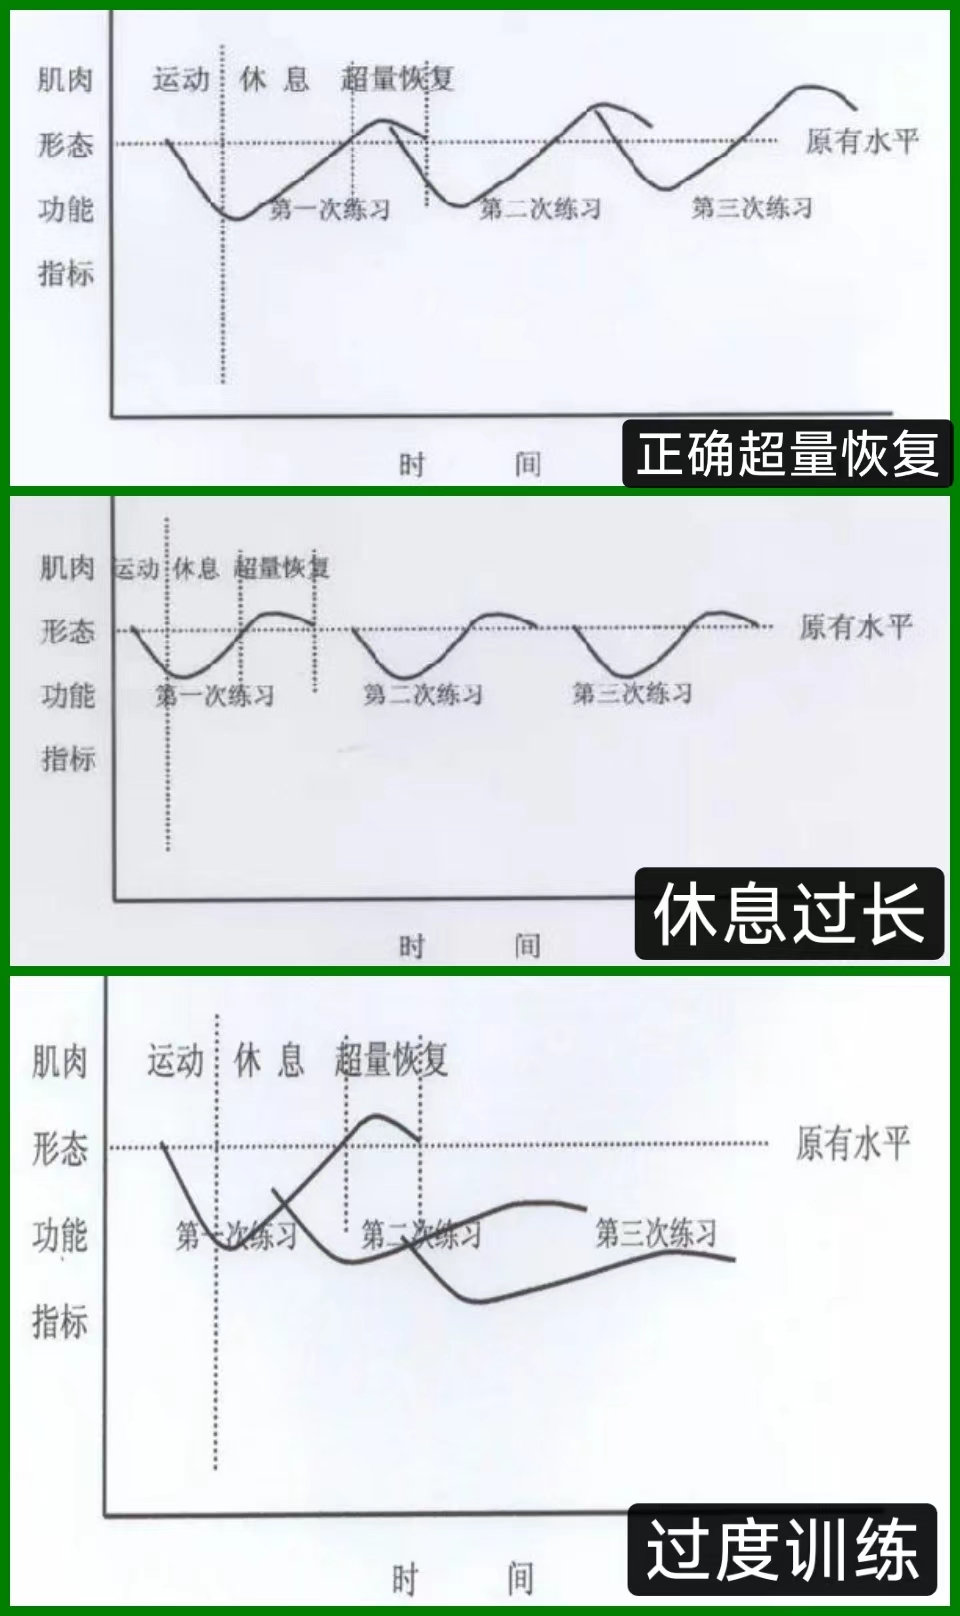 肌肉 运动 休 息 超量恢复
形态 原有水平
功能 第一次练习 第二次练习 第三次练习
指标
时 间
正确超量恢复
肌肉 运动 休息 超量恢复
形态 原有水平
功能 第一次练习 第二次练习 第三次练习
指标
时 间
休息过长
肌肉 运动 休 息 超量恢复
形态 原有水平
功能 第一次练习 第二次练习 第三次练习
指标
时 间
过度训练